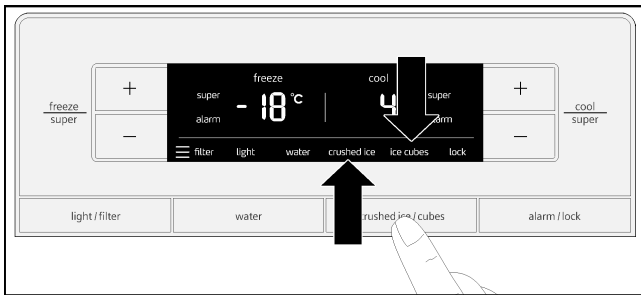 freeze cool
super - 18 °C 4 super
alarm
+ +
freeze
super
cool
super
- -
filter light water crushed ice ice cubes lock
light / filter water crushed ice / cubes alarm / lock